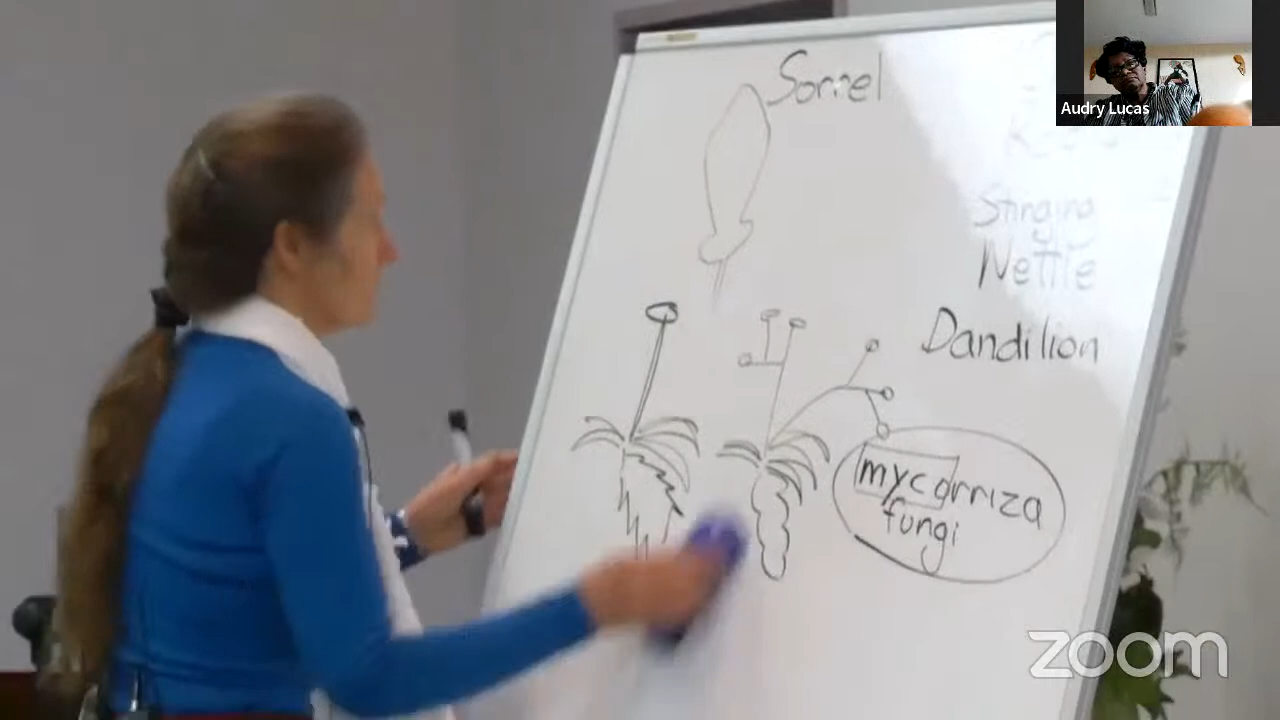 Sorrel
Stinging
Nettle
Dandilion
mycorriza
fungi
Audry Lucas
zoom